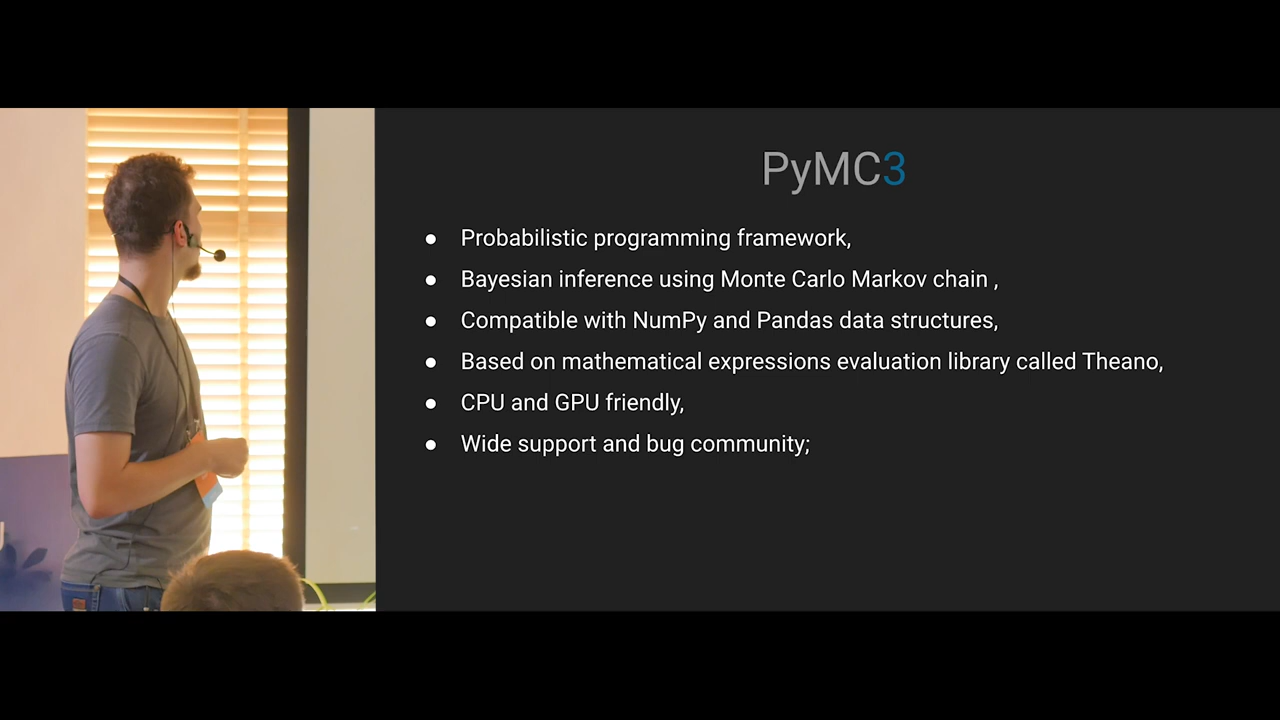 PyMC3
● Probabilistic programming framework,
● Bayesian inference using Monte Carlo Markov chain ,
● Compatible with NumPy and Pandas data structures,
● Based on mathematical expressions evaluation library called Theano,
● CPU and GPU friendly,
● Wide support and bug community;